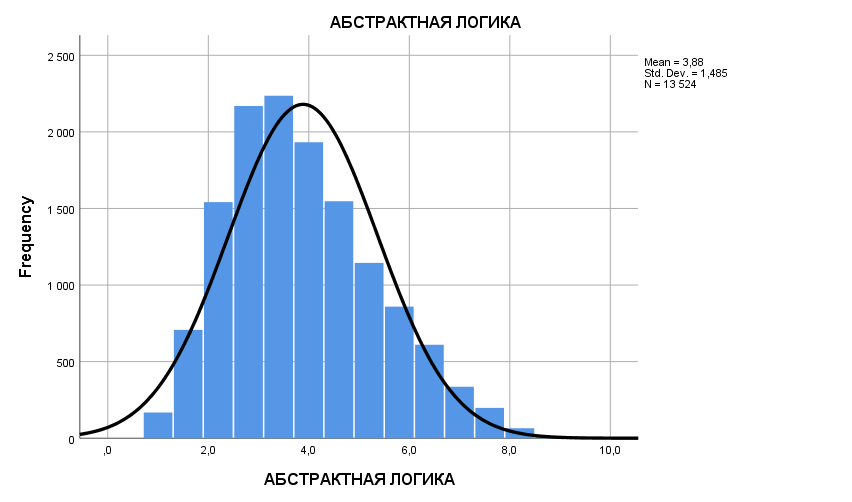 АБСТРАКТНАЯ ЛОГИКА
Mean = 3,88
Std. Dev. = 1,485
N = 13 524
Frequency
2 500
2 000
1 500
1 000
500
0
,0
2,0
4,0
6,0
8,0
10,0
АБСТРАКТНАЯ ЛОГИКА